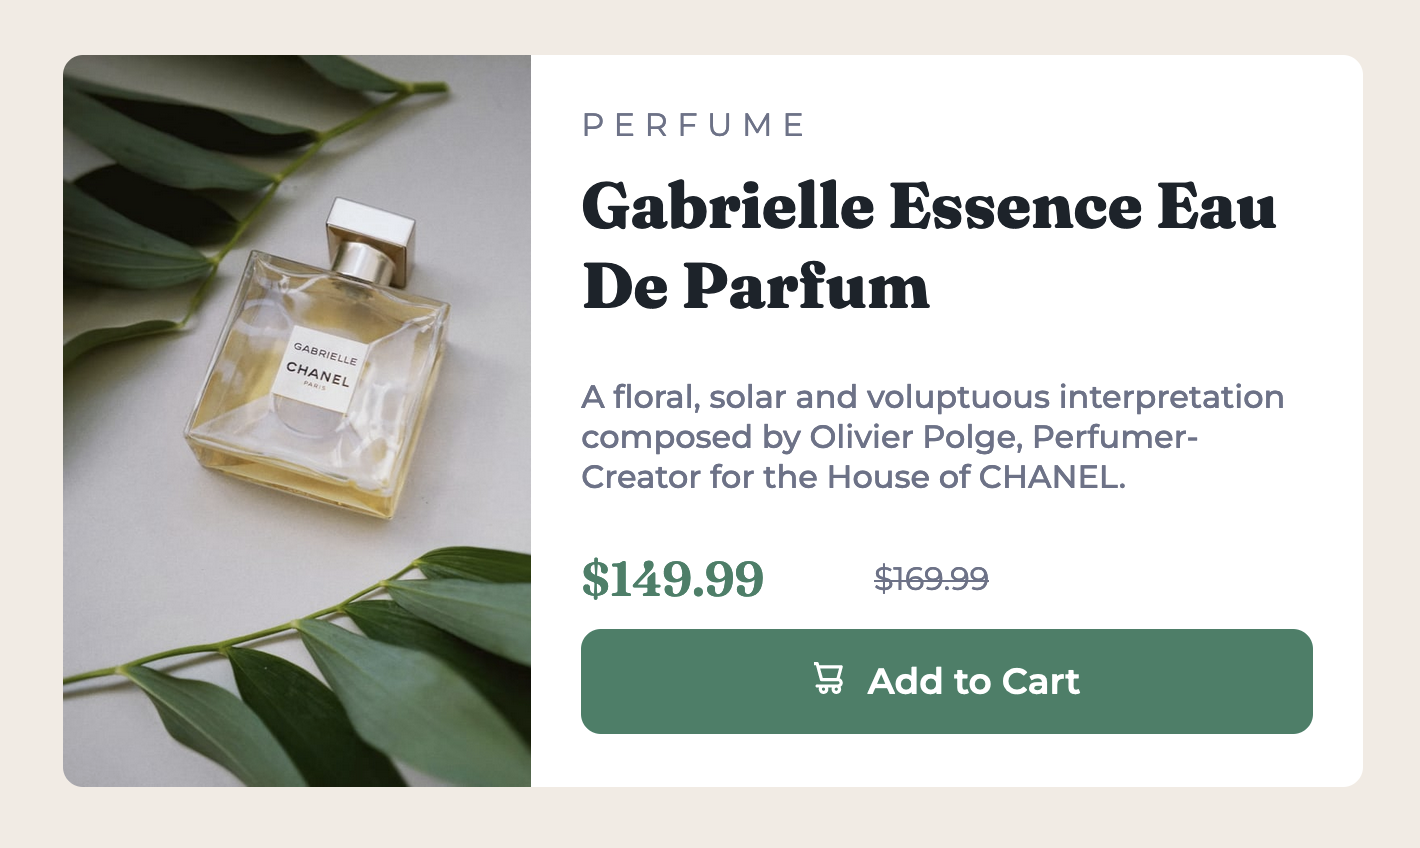 GABRIELLE
CHANEL
PARIS
PERFUME
Gabrielle Essence Eau
De Parfum
A floral, solar and voluptuous interpretation
composed by Olivier Polge, Perfumer-
Creator for the House of CHANEL.
$149.99
$169.99
Add to Cart